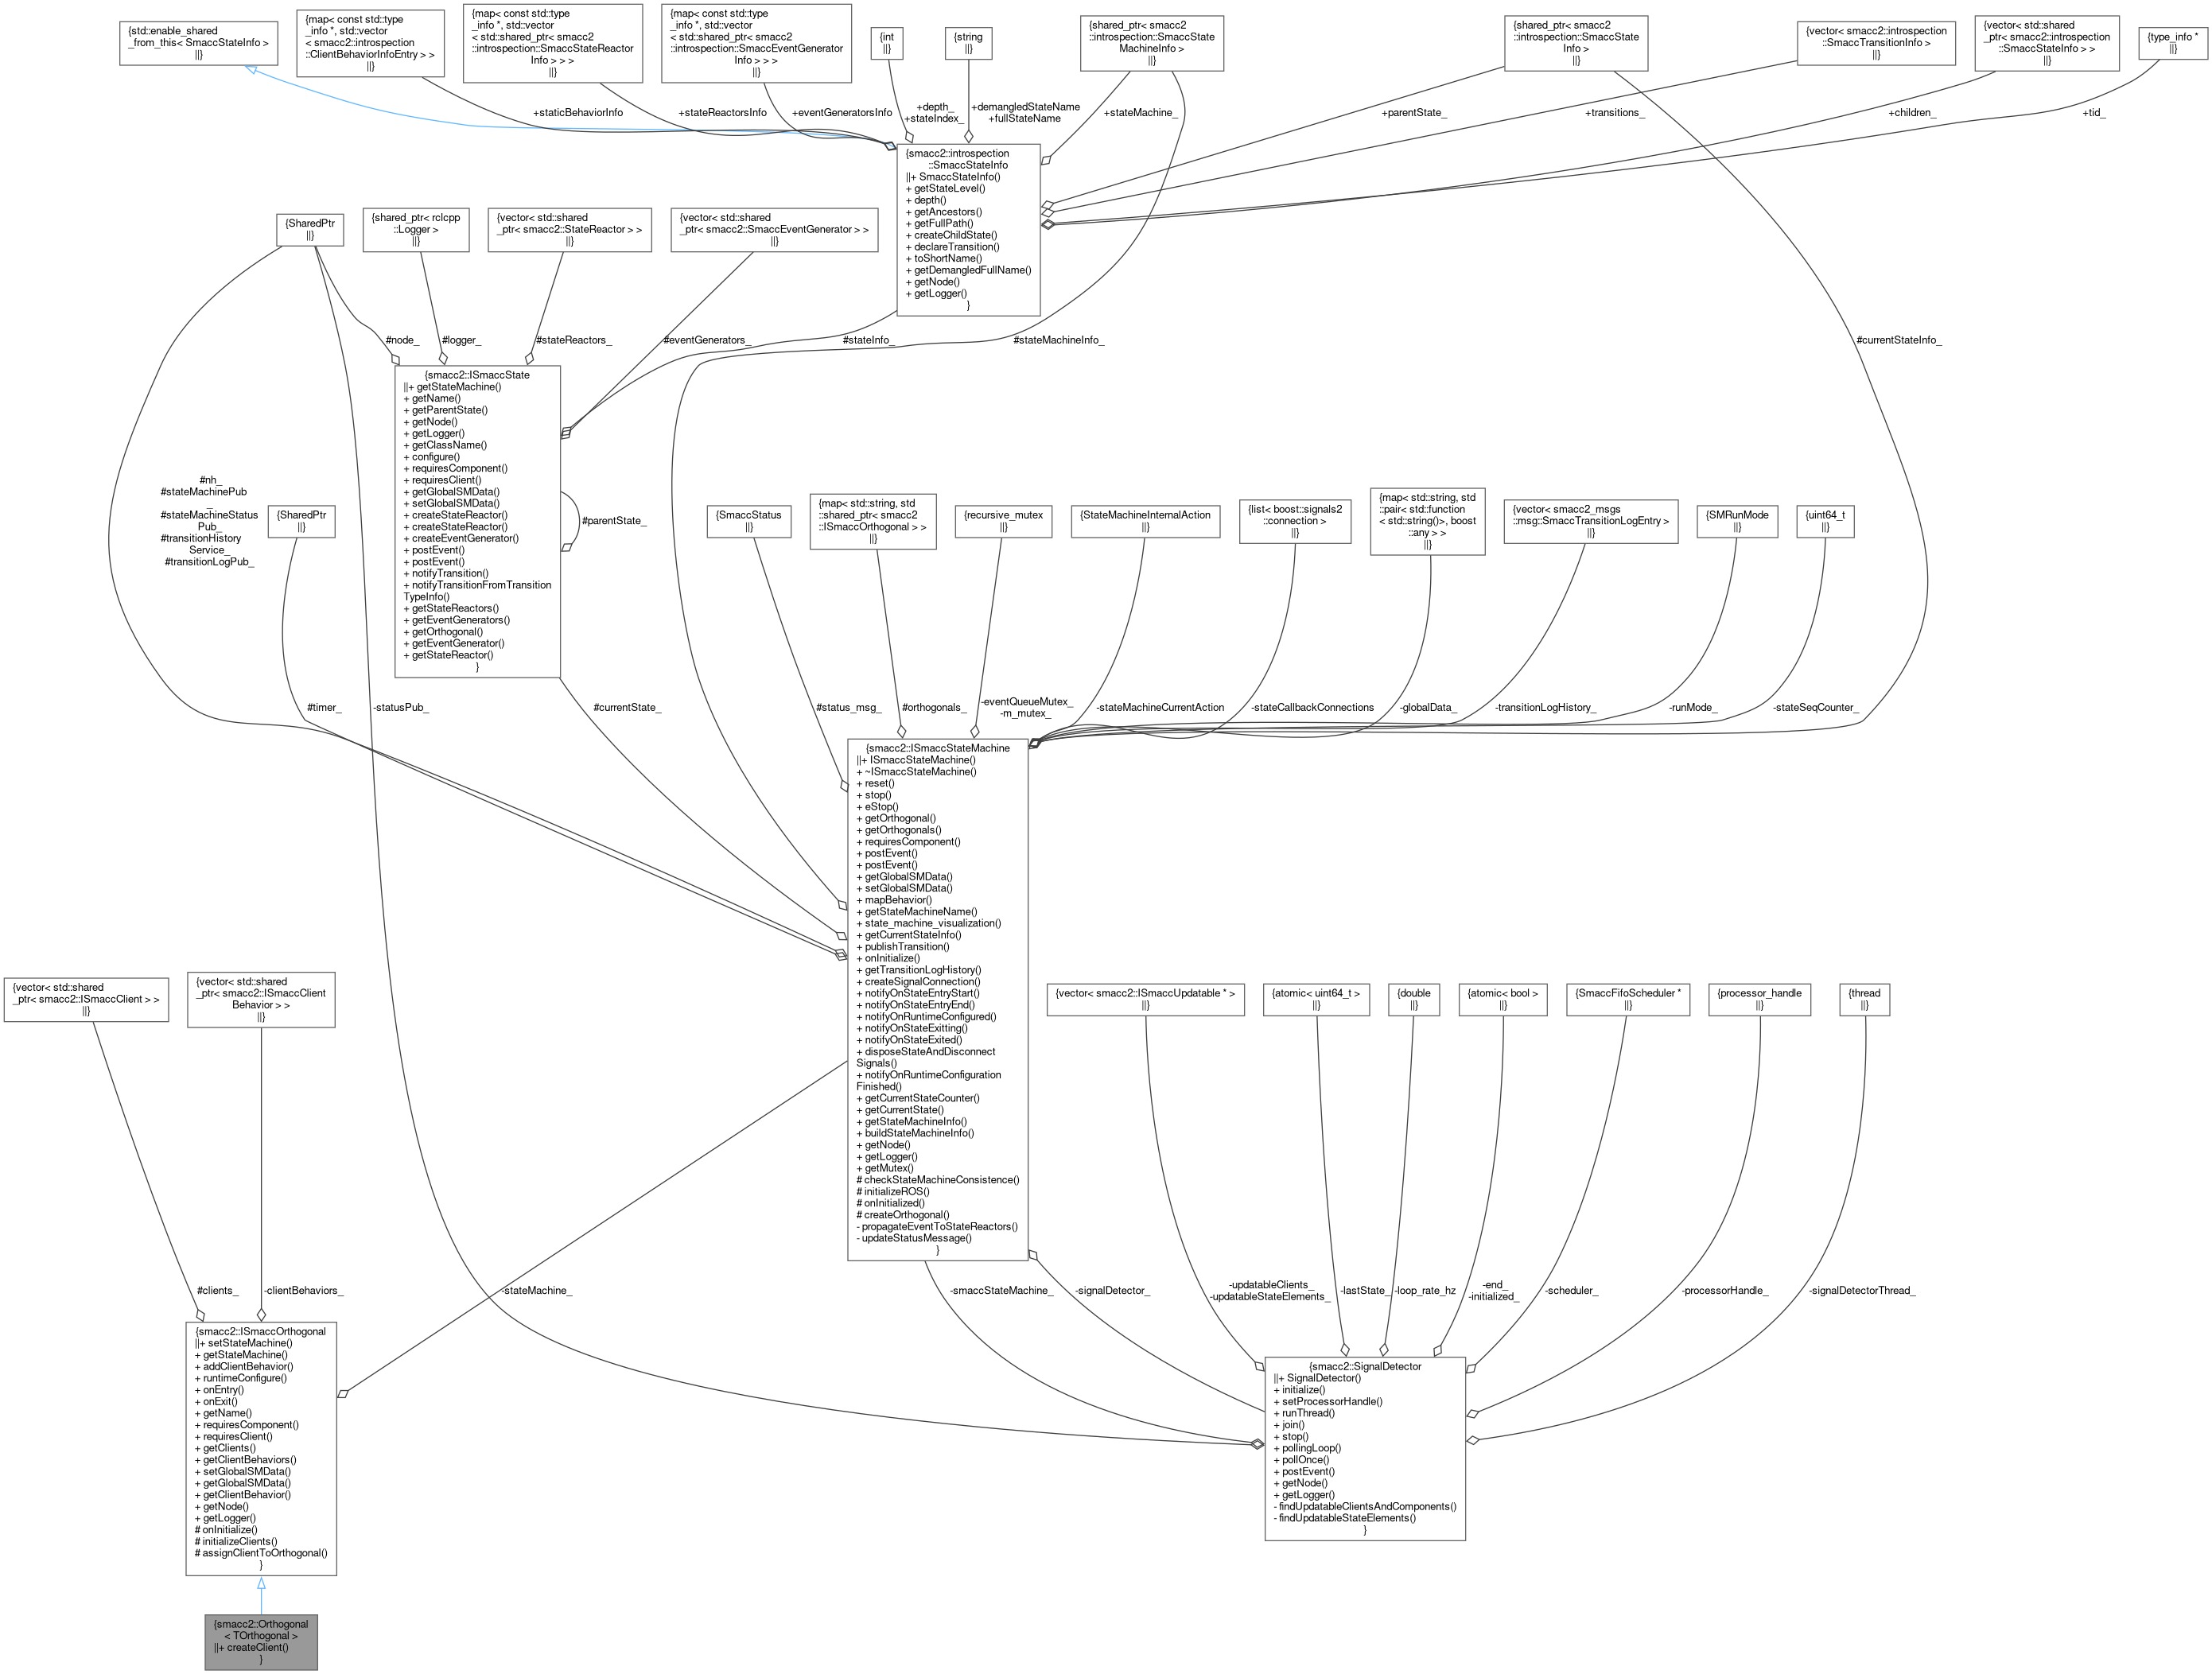 {std::enable_shared
_from_this< SmaccStateInfo >
||}
{map< const std::type
_info *, std::vector
< smacc2::introspection
::ClientBehaviorInfoEntry > >
||}
{map< const std::type
_info *, std::vector
< std::shared_ptr< smacc2
::introspection::SmaccStateReactor
Info > > >
||}
{map< const std::type
_info *, std::vector
< std::shared_ptr< smacc2
::introspection::SmaccEventGenerator
Info > > >
||}
{int
||}
{string
||}
{shared_ptr< smacc2
::introspection::SmaccState
MachineInfo >
||}
{shared_ptr< smacc2
::introspection::SmaccState
Info >
||}
{vector< smacc2::introspection
::SmaccTransitionInfo >
||}
{vector< std::shared
_ptr< smacc2::introspection
::SmaccStateInfo > >
||}
{type_info *
||}
+staticBehaviorInfo
+stateReactorsInfo
+eventGeneratorsInfo
+depth_
+stateIndex_
+demangledStateName
+fullStateName
+stateMachine_
+parentState_
+transitions_
+children_
+tid_
{smacc2::introspection
::SmaccStateInfo
||+ SmaccStateInfo()
+ getStateLevel()
+ depth()
+ getAncestors()
+ getFullPath()
+ createChildState()
+ declareTransition()
+ toShortName()
+ getDemangledFullName()
+ getNode()
+ getLogger()
}
{SharedPtr
||}
{shared_ptr< rclcpp
::Logger >
||}
{vector< std::shared
_ptr< smacc2::StateReactor > >
||}
{vector< std::shared
_ptr< smacc2::SmaccEventGenerator > >
||}
#node_
#logger_
#stateReactors_
#eventGenerators_
#stateInfo_
#stateMachineInfo_
#currentStateInfo_
{smacc2::ISmaccState
||+ getStateMachine()
+ getName()
+ getParentState()
+ getNode()
+ getLogger()
+ getClassName()
+ configure()
+ requiresComponent()
+ requiresClient()
+ getGlobalSMData()
+ setGlobalSMData()
+ createStateReactor()
+ createStateReactor()
+ createEventGenerator()
+ postEvent()
+ postEvent()
+ notifyTransition()
+ notifyTransitionFromTransition
TypeInfo()
+ getStateReactors()
+ getEventGenerators()
+ getOrthogonal()
+ getEventGenerator()
+ getStateReactor()
}
#parentState_
#nh_
#stateMachinePub
_
#stateMachineStatus
Pub_
#transitionHistory
Service_
#transitionLogPub_
{SharedPtr
||}
{SmaccStatus
||}
{map< std::string, std
::shared_ptr< smacc2
::ISmaccOrthogonal > >
||}
{recursive_mutex
||}
{StateMachineInternalAction
||}
{list< boost::signals2
::connection >
||}
{map< std::string, std
::pair< std::function
< std::string()>, boost
::any > >
||}
{vector< smacc2_msgs
::msg::SmaccTransitionLogEntry >
||}
{SMRunMode
||}
{uint64_t
||}
#timer_
-statusPub_
#currentState_
#status_msg_
#orthogonals_
-eventQueueMutex_
-m_mutex_
-stateMachineCurrentAction
-stateCallbackConnections
-globalData_
-transitionLogHistory_
-runMode_
-stateSeqCounter_
{smacc2::ISmaccStateMachine
||+ ISmaccStateMachine()
+ ~ISmaccStateMachine()
+ reset()
+ stop()
+ eStop()
+ getOrthogonal()
+ getOrthogonals()
+ requiresComponent()
+ postEvent()
+ postEvent()
+ getGlobalSMData()
+ setGlobalSMData()
+ mapBehavior()
+ getStateMachineName()
+ state_machine_visualization()
+ getCurrentStateInfo()
+ publishTransition()
+ onInitialize()
+ getTransitionLogHistory()
+ createSignalConnection()
+ notifyOnStateEntryStart()
+ notifyOnStateEntryEnd()
+ notifyOnRuntimeConfigured()
+ notifyOnStateExitting()
+ notifyOnStateExited()
+ disposeStateAndDisconnect
Signals()
+ notifyOnRuntimeConfiguration
Finished()
+ getCurrentStateCounter()
+ getCurrentState()
+ getStateMachineInfo()
+ buildStateMachineInfo()
+ getNode()
+ getLogger()
+ getMutex()
# checkStateMachineConsistence()
# initializeROS()
# onInitialized()
# createOrthogonal()
- propagateEventToStateReactors()
- updateStatusMessage()
}
{vector< std::shared
_ptr< smacc2::ISmaccClient > >
||}
{vector< std::shared
_ptr< smacc2::ISmaccClient
Behavior > >
||}
{vector< smacc2::ISmaccUpdatable * >
||}
{atomic< uint64_t >
||}
{double
||}
{atomic< bool >
||}
{SmaccFifoScheduler *
||}
{processor_handle
||}
{thread
||}
#clients_
-clientBehaviors_
-stateMachine_
-smaccStateMachine_
-signalDetector_
-updatableClients_
-updatableStateElements_
-lastState_
-loop_rate_hz
-end_
-initialized_
-scheduler_
-processorHandle_
-signalDetectorThread_
{smacc2::ISmaccOrthogonal
||+ setStateMachine()
+ getStateMachine()
+ addClientBehavior()
+ runtimeConfigure()
+ onEntry()
+ onExit()
+ getName()
+ requiresComponent()
+ requiresClient()
+ getClients()
+ getClientBehaviors()
+ setGlobalSMData()
+ getGlobalSMData()
+ getClientBehavior()
+ getNode()
+ getLogger()
# onInitialize()
# initializeClients()
# assignClientToOrthogonal()
}
{smacc2::SignalDetector
||+ SignalDetector()
+ initialize()
+ setProcessorHandle()
+ runThread()
+ join()
+ stop()
+ pollingLoop()
+ pollOnce()
+ postEvent()
+ getNode()
+ getLogger()
- findUpdatableClientsAndComponents()
- findUpdatableStateElements()
}
{smacc2::Orthogonal
< TOrthogonal >
||+ createClient()
}